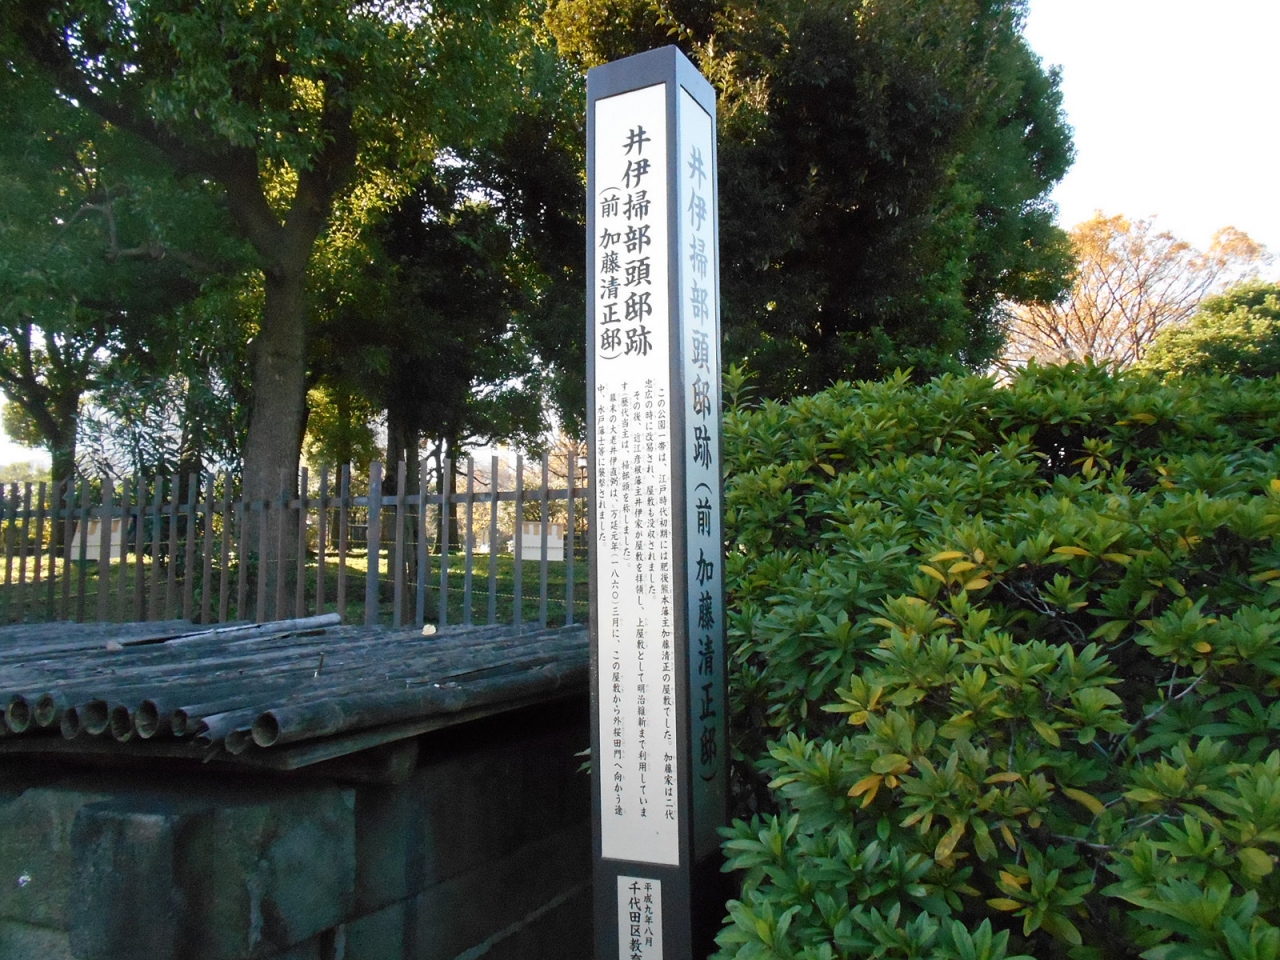 井伊掃部頭邸跡
(前 加藤清正邸)
この公園一帯は、江戸時代初期には肥後熊本藩主加藤清正の屋敷でした。加藤家は二代
忠広の時に改易され、屋敷も没収されました。
その後、近江彦根藩主井伊家が屋敷を拝領し、上屋敷として明治維新まで利用していま
す(歴代当主は、掃部頭を称しました)。
幕末の大老井伊直弼は、万延元年(一八六〇)三月に、この屋敷から外桜田門へ向かう途
中、水戸藩士等に襲撃されました。
平成九年八月
千代田区教育
井伊掃部頭邸跡(前 加藤清正邸)